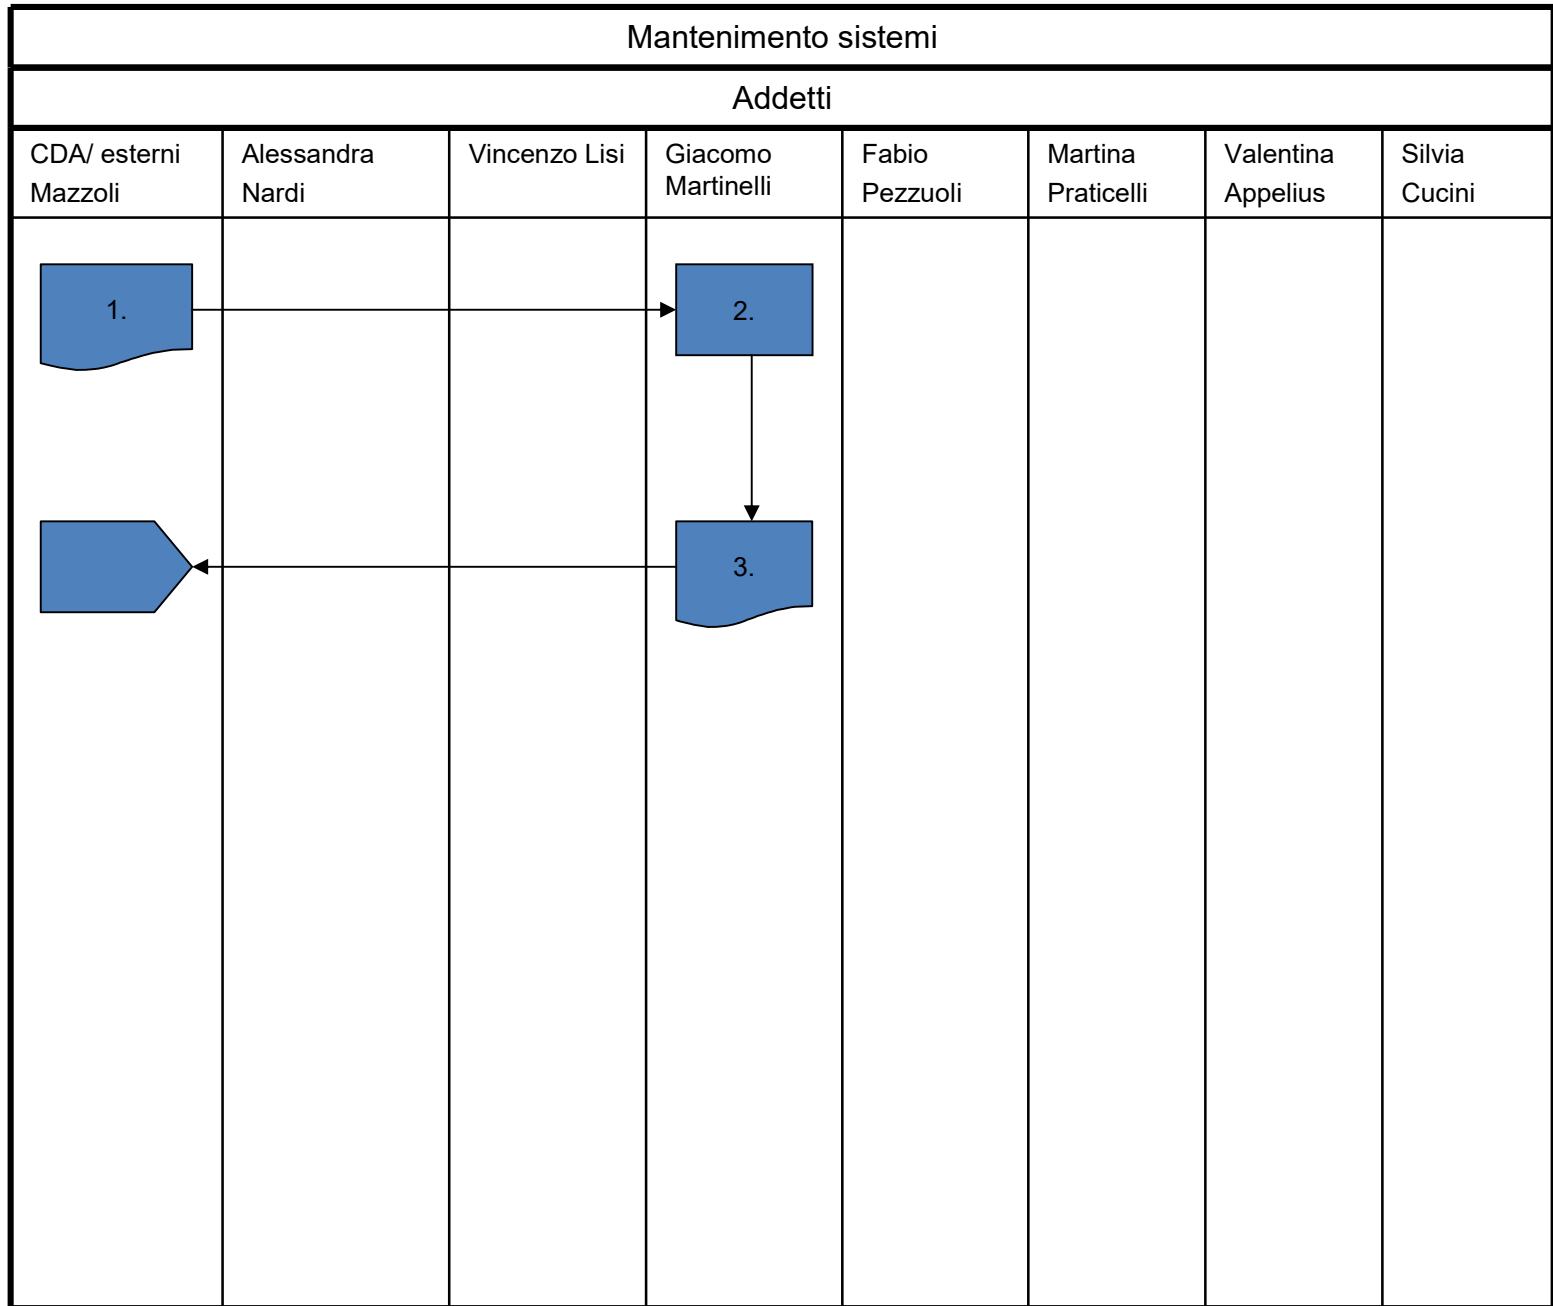 Mantenimento sistemi
Addetti
CDA/ esterni
Mazzoli
Alessandra
Nardi
Vincenzo Lisi
Giacomo
Martinelli
Fabio
Pezzuoli
Martina
Praticelli
Valentina
Appelius
Silvia
Cucini
1.
2.
3.